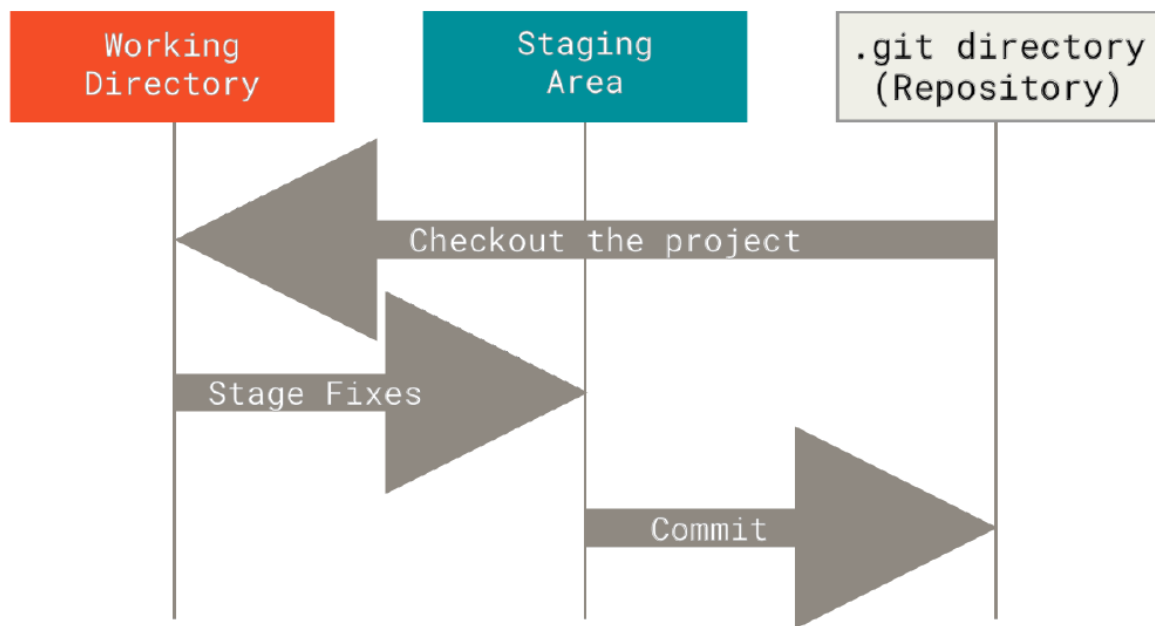 Working
Directory
Staging
Area
.git directory
(Repository)
Checkout the project
Stage Fixes
Commit